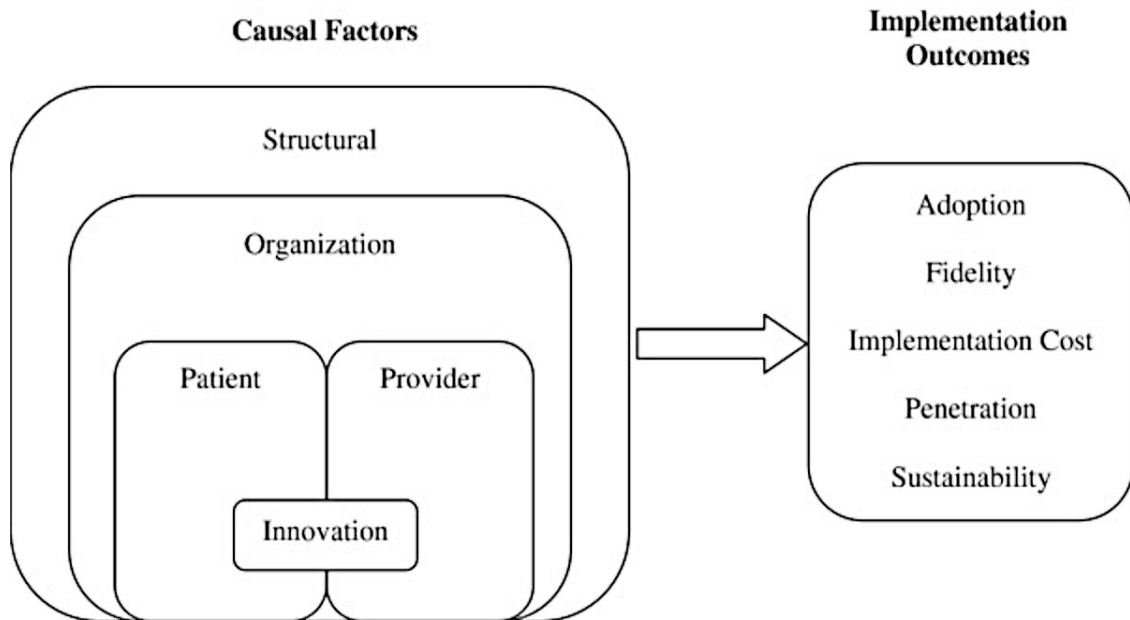 Causal Factors
Implementation
Outcomes
Structural
Organization
Patient
Provider
Innovation
Adoption
Fidelity
Implementation Cost
Penetration
Sustainability